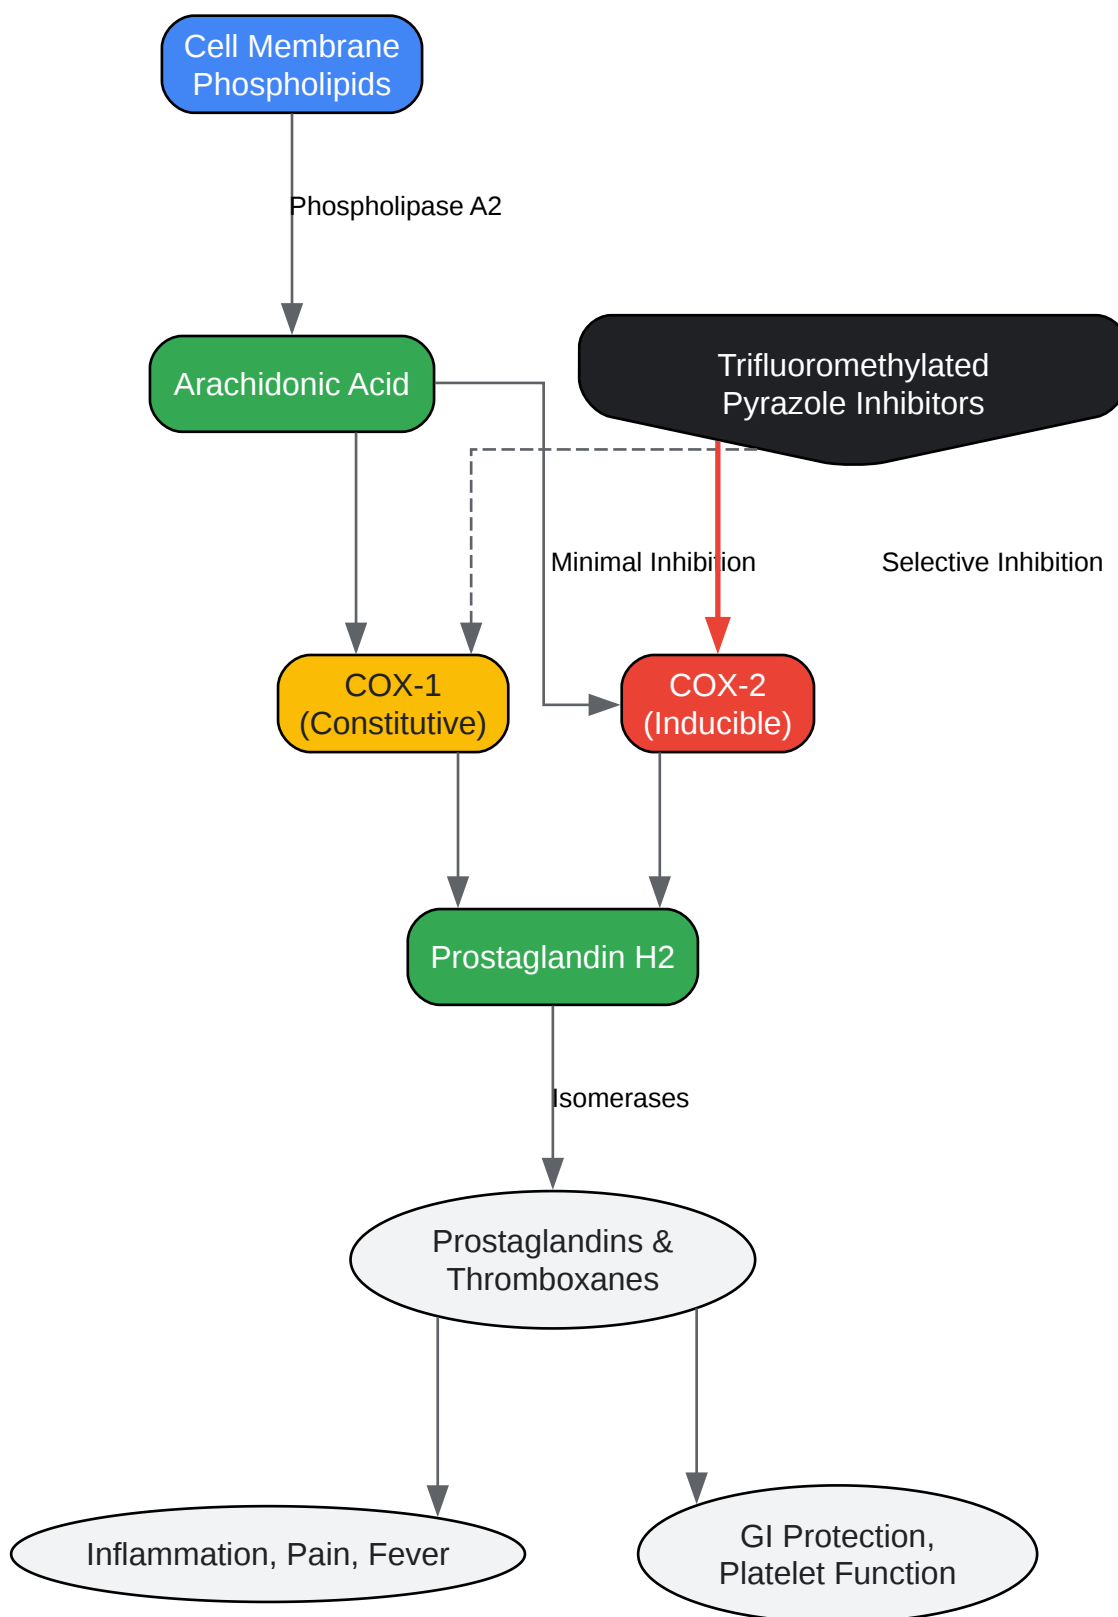 Cell Membrane
Phospholipids
Phospholipase A2
Arachidonic Acid
Trifluoromethylated
Pyrazole Inhibitors
Minimal Inhibition
Selective Inhibition
COX-1
(Constitutive)
COX-2
(Inducible)
Prostaglandin H2
Isomerases
Prostaglandins &
Thromboxanes
Inflammation, Pain, Fever
GI Protection,
Platelet Function